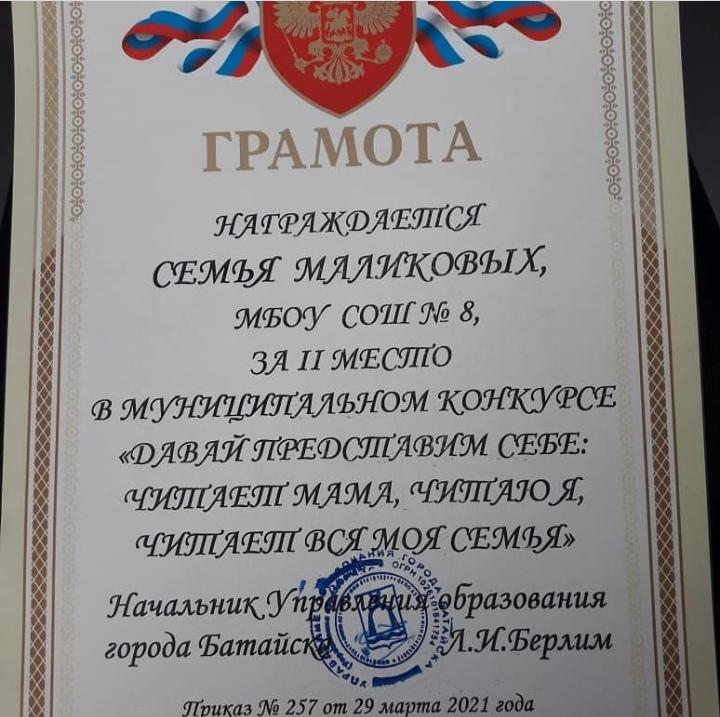 ГРАМОТА
НАГРАЖДАЕТСЯ
СЕМЬЯ МАЛИКОВЫХ,
МБОУ СОШ № 8,
ЗА II МЕСТО
В МУНИЦИПАЛЬНОМ КОНКУРСЕ
«ДАВАЙ ПРЕДСТАВИМ СЕБЕ:
ЧИТАЕТ МАМА, ЧИТАЮ Я,
ЧИТАЕТ ВСЯ МОЯ СЕМЬЯ»
Начальник Управления образования
города Батайска Л.И.Берлим
Приказ № 257 от 29 марта 2021 года